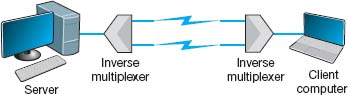 Server
Inverse
multiplexer
Inverse
multiplexer
Client
computer